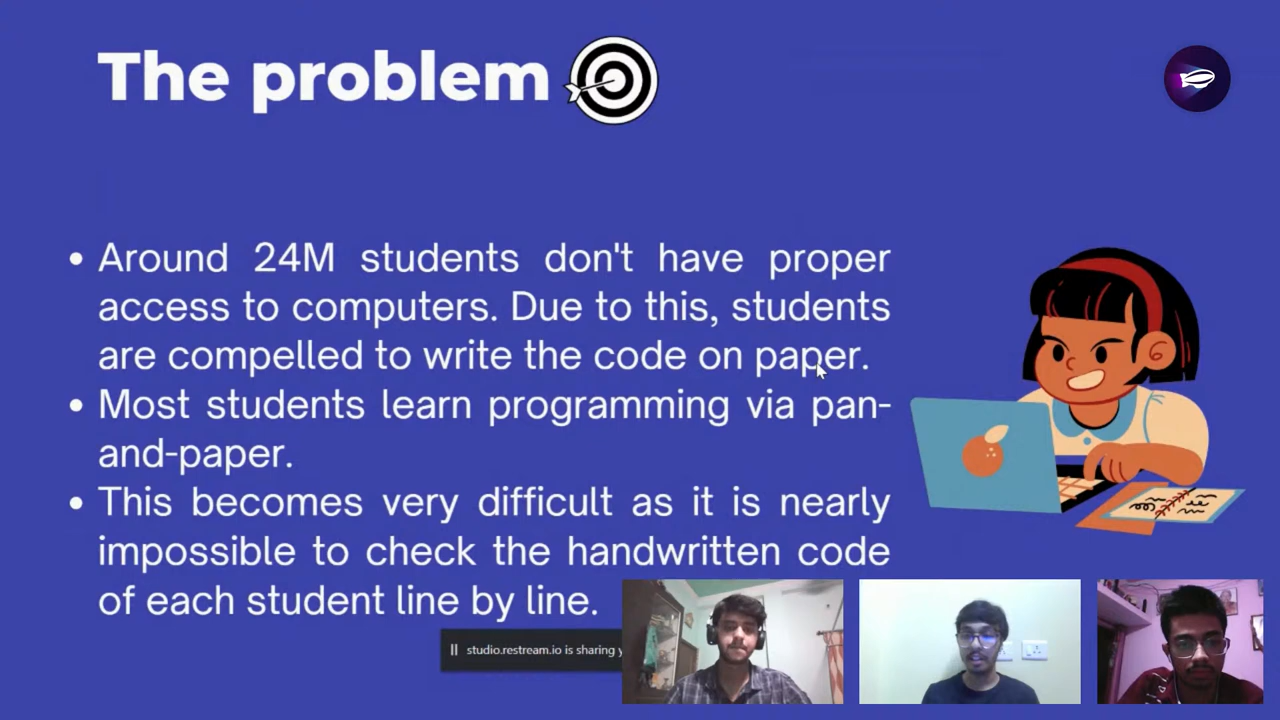 The problem
• Around 24M students don't have proper
access to computers. Due to this, students
are compelled to write the code on paper.
• Most students learn programming via pan-
and-paper.
• This becomes very difficult as it is nearly
impossible to check the handwritten code
of each student line by line.
studio.restream.io is sharing y